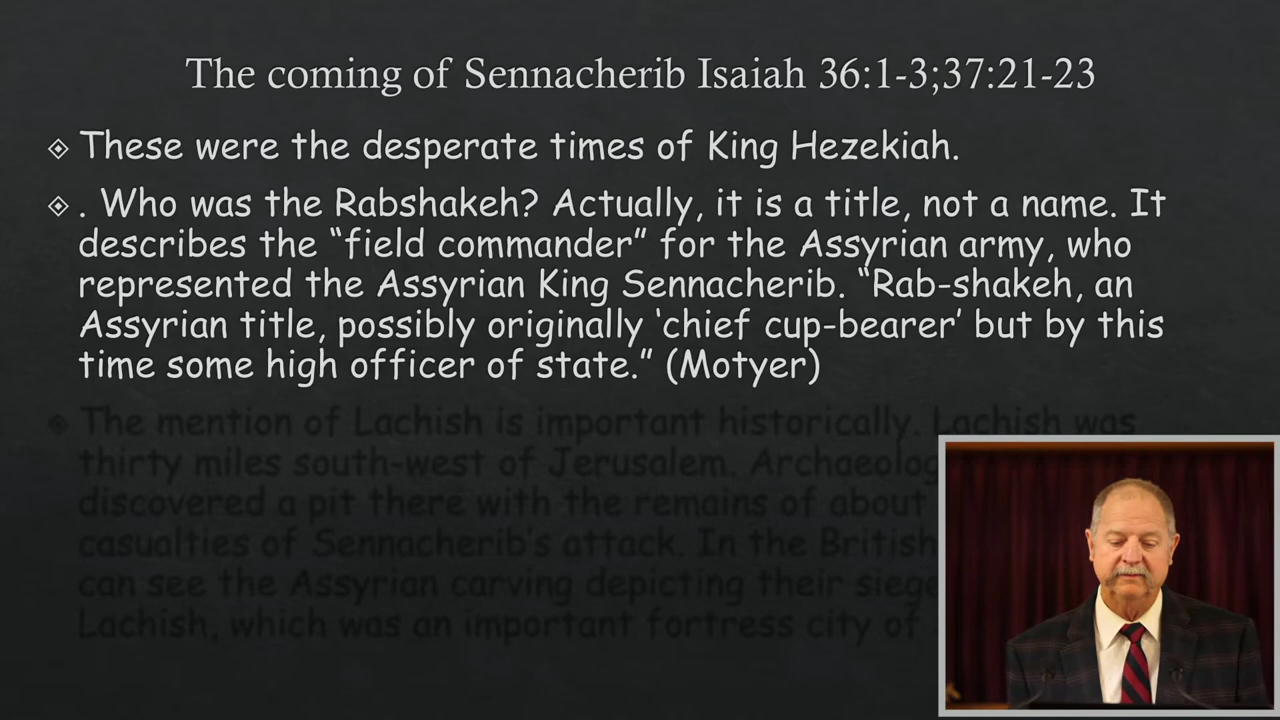 The coming of Sennacherib Isaiah 36:1-3;37:21-23
These were the desperate times of King Hezekiah.
. Who was the Rabshakeh? Actually, it is a title, not a name. It
describes the “field commander” for the Assyrian army, who
represented the Assyrian King Sennacherib. “Rab-shakeh, an
Assyrian title, possibly originally ‘chief cup-bearer’ but by this
time some high officer of state.” (Motyer)
The mention of Lachish is important historically. Lachish was
thirty miles south-west of Jerusalem.
discovered a pit there with the remains of about
casualties of Sennacherib’s attack. In the British
can see the Assyrian carving depicting their siege
Lachish, which was an important fortress city of